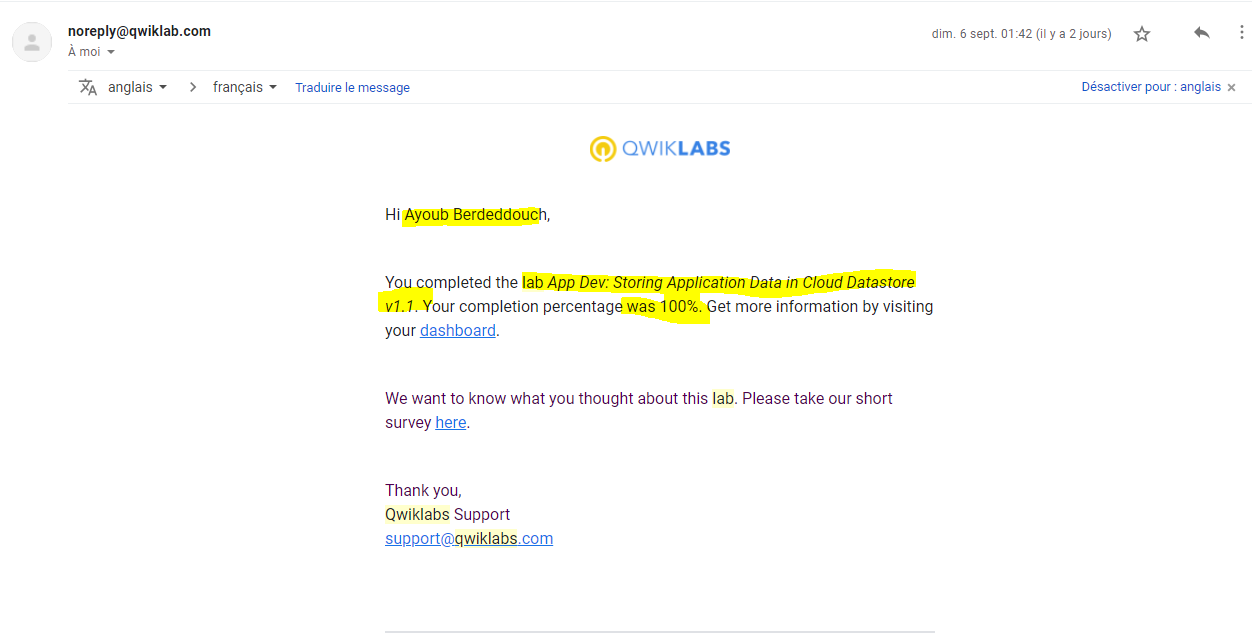 noreply@qwiklab.com
dim. 6 sept. 01:42 (il y a 2 jours)
À moi
anglais > français Traduire le message
Désactiver pour : anglais ×
QWIKLABS
Hi Ayoub Berdeddouch,
You completed the lab App Dev: Storing Application Data in Cloud Datastore
v1.1. Your completion percentage was 100%. Get more information by visiting
your dashboard.
We want to know what you thought about this lab. Please take our short
survey here.
Thank you,
Qwiklabs Support
support@qwiklabs.com